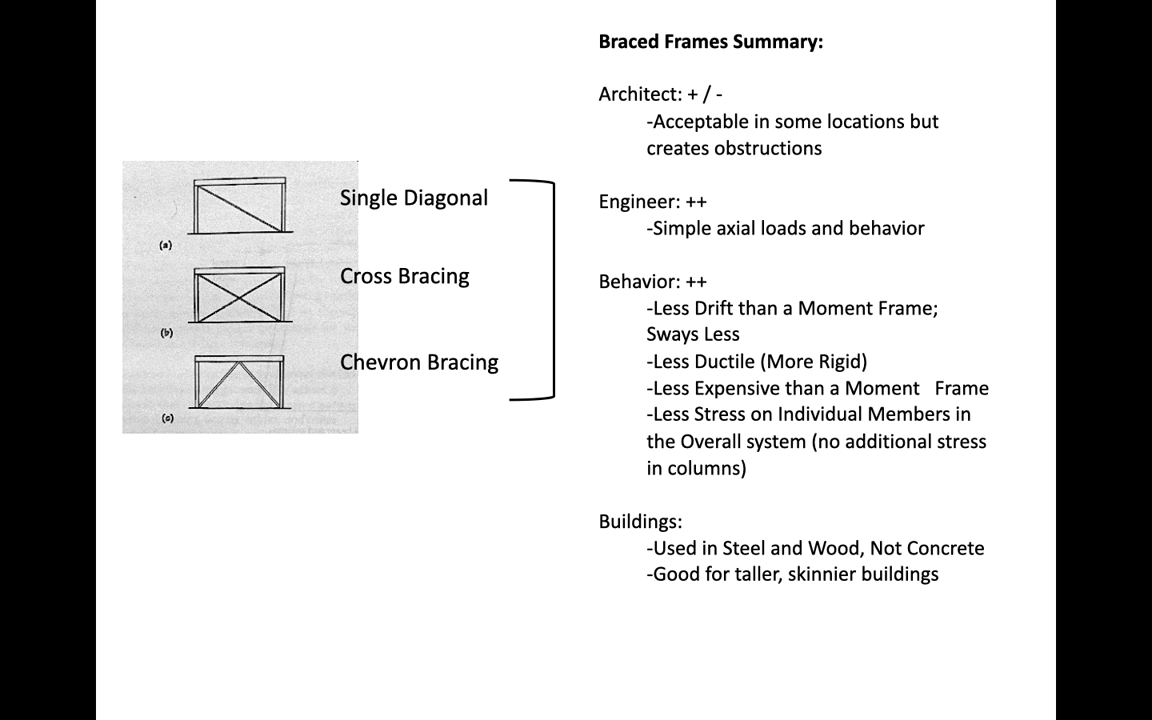 Braced Frames Summary:
Architect: + / -
-Acceptable in some locations but
creates obstructions
Engineer: ++
-Simple axial loads and behavior
Behavior: ++
-Less Drift than a Moment Frame;
Sways Less
-Less Ductile (More Rigid)
-Less Expensive than a Moment Frame
-Less Stress on Individual Members in
the Overall system (no additional stress
in columns)
Buildings:
-Used in Steel and Wood, Not Concrete
-Good for taller, skinnier buildings
Single Diagonal
(a)
Cross Bracing
(b)
Chevron Bracing
(c)